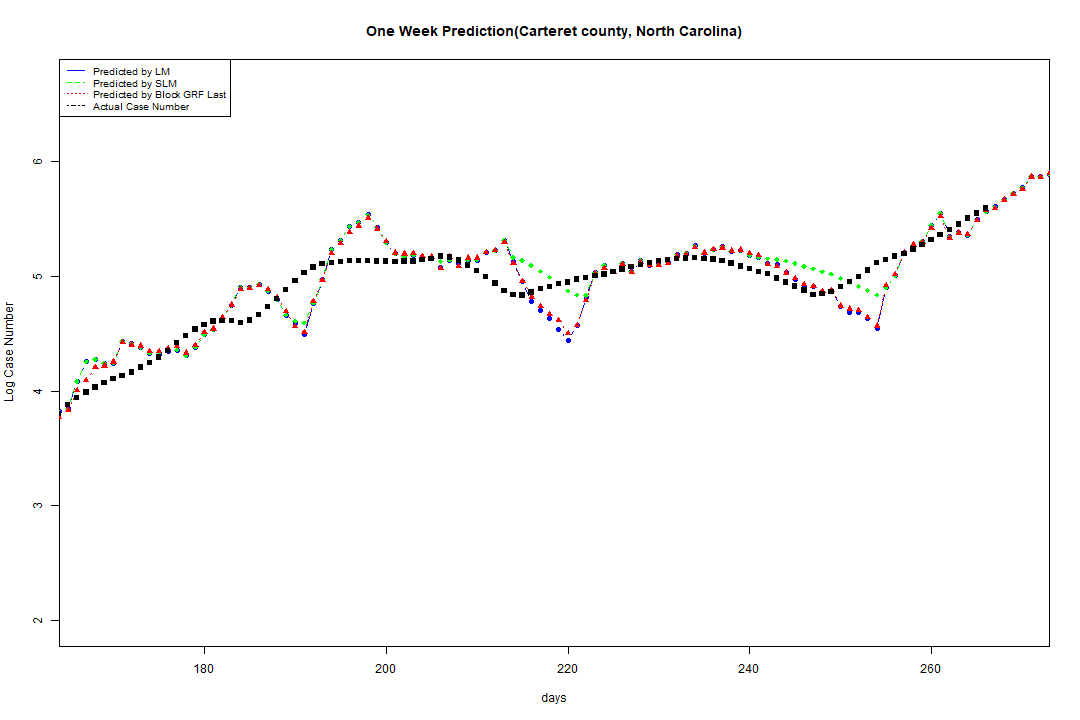 One Week Prediction(Carteret county, North Carolina)
Predicted by LM
Predicted by SLM
Predicted by Block GRF Last
Actual Case Number
6
5
4
3
2
Log Case Number
180 200 220 240 260
days